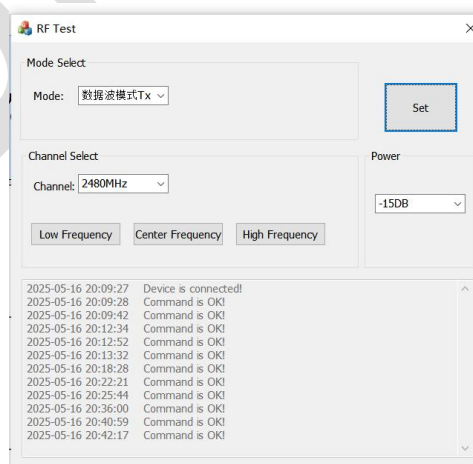 RF Test
Mode Select
Mode: 数据波模式Tx
Set
Channel Select
Channel: 2480MHz
Low Frequency Center Frequency High Frequency
Power
-15DB
2025-05-16 20:09:27 Device is connected!
2025-05-16 20:09:28 Command is OK!
2025-05-16 20:09:42 Command is OK!
2025-05-16 20:12:34 Command is OK!
2025-05-16 20:12:52 Command is OK!
2025-05-16 20:13:32 Command is OK!
2025-05-16 20:18:28 Command is OK!
2025-05-16 20:22:21 Command is OK!
2025-05-16 20:25:44 Command is OK!
2025-05-16 20:36:00 Command is OK!
2025-05-16 20:40:59 Command is OK!
2025-05-16 20:42:17 Command is OK!